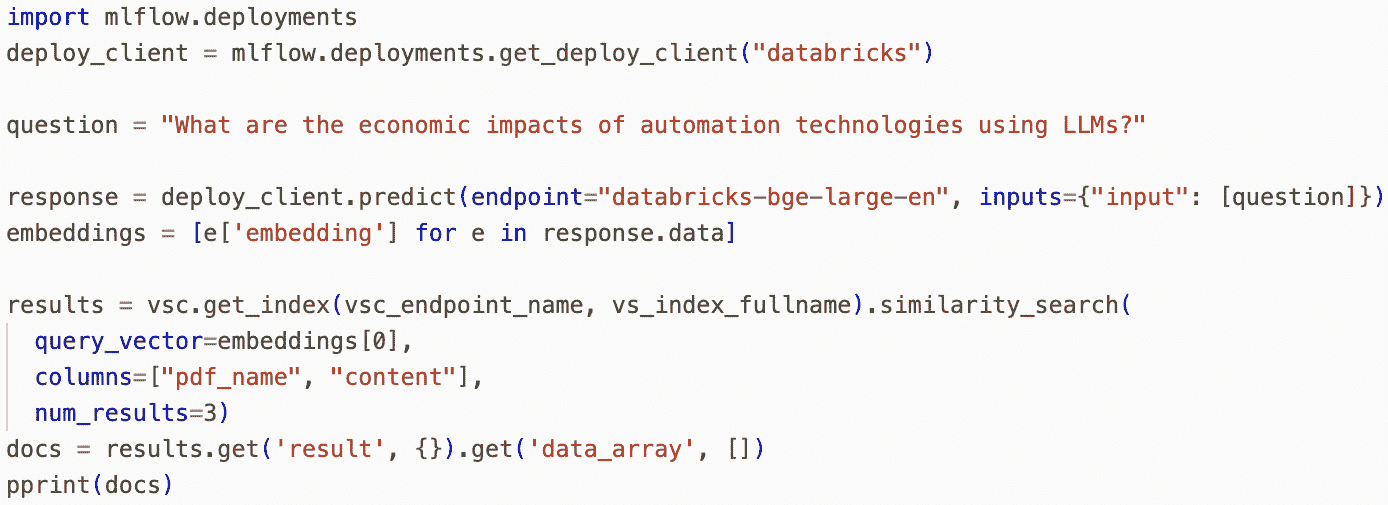 import mlflow.deployments
deploy_client = mlflow.deployments.get_deploy_client("databricks")
question = "What are the economic impacts of automation technologies using LLMs?"
response = deploy_client.predict(endpoint="databricks-bge-large-en", inputs={"input": [question]})
embeddings = [e['embedding'] for e in response.data]
results = vsc.get_index(vsc_endpoint_name, vs_index_fullname).similarity_search(
  query_vector=embeddings[0],
  columns=["pdf_name", "content"],
  num_results=3)
docs = results.get('result', {}).get('data_array', [])
pprint(docs)